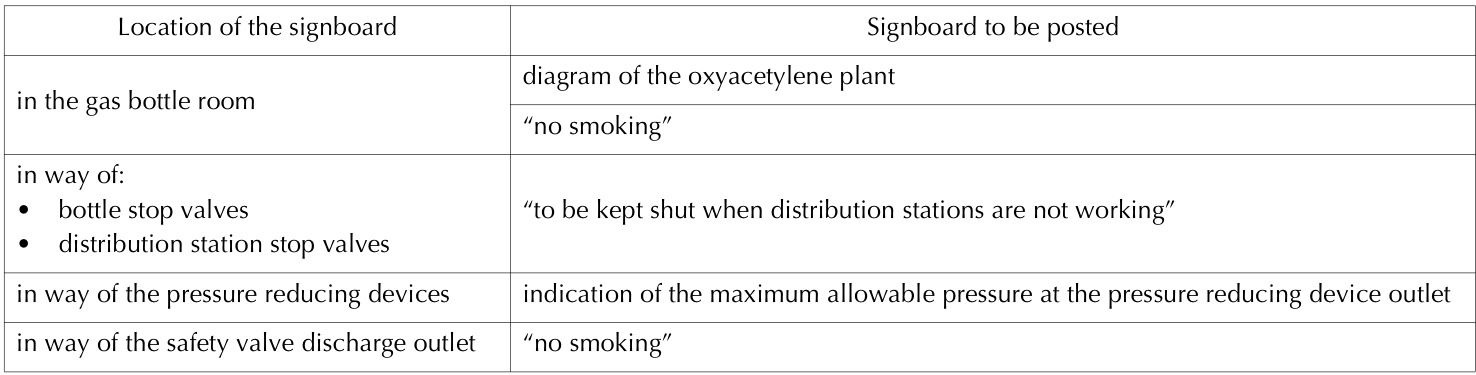 Location of the signboard
Signboard to be posted
in the gas bottle room
diagram of the oxyacetylene plant
“no smoking”
in way of:
• bottle stop valves
• distribution station stop valves
“to be kept shut when distribution stations are not working”
in way of the pressure reducing devices
indication of the maximum allowable pressure at the pressure reducing device outlet
in way of the safety valve discharge outlet
“no smoking”